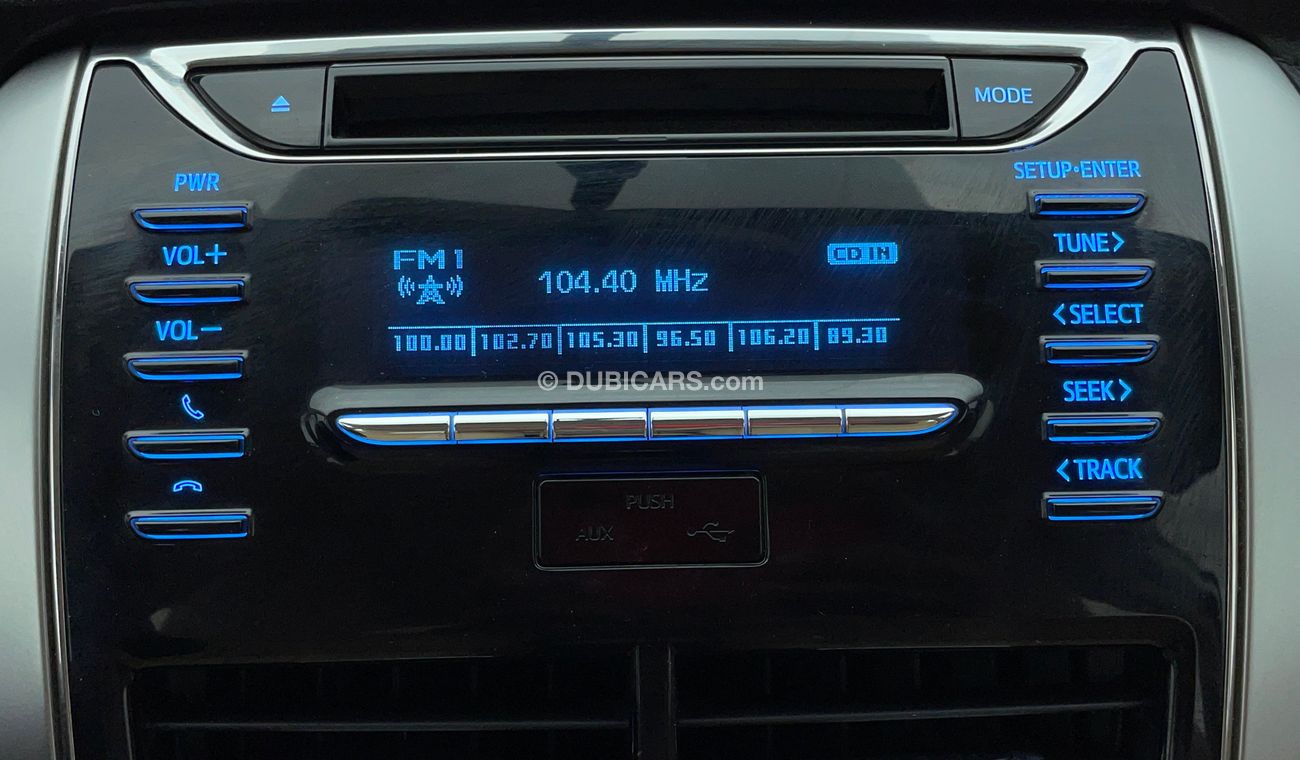 MODE
PWR
SETUP•ENTER
VOL+
TUNE>
FM1
CD IN
104.40 MHz
VOL−
<SELECT
100.00 102.70 105.30 96.50 106.20 89.30
© DUBICARS.com
SEEK>
<TRACK
PUSH
AUX